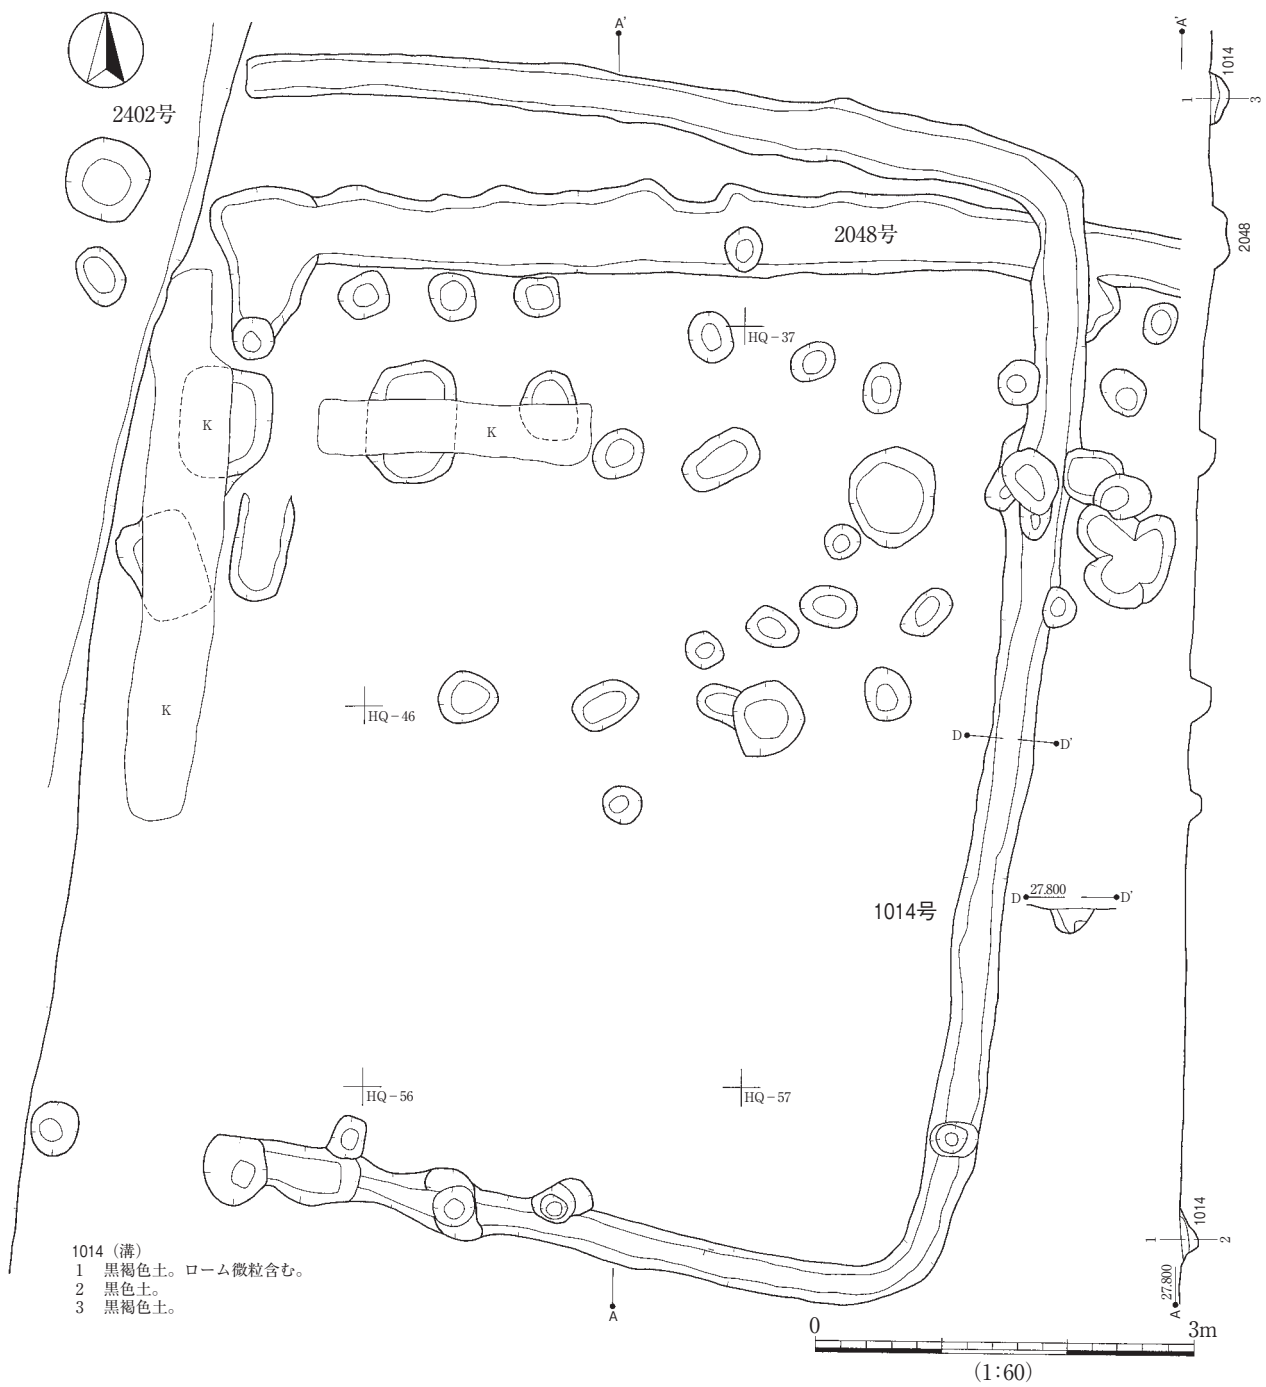 A'
A'
1014
1
3
2402号
2048号
2048
HQ－37
K
K
HQ－46
K
D
D'
1014号
D
27.800
D'
HQ－56
HQ－57
1014
1
2
27.800
A
A
1014（溝）
1　黒褐色土。ローム微粒含む。
2　黒色土。
3　黒褐色土。
0
3m
(1:60)